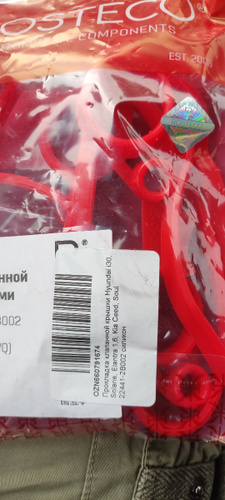 OSTECO®
COMPONENTS
EST. 200
нной
ми
8002
OZN660791674
Прокладка клапанной крышки Hyundai i30,
Solaris, Elantra 1,6, Kia Ceed, Soul
22441-2B002 силикон